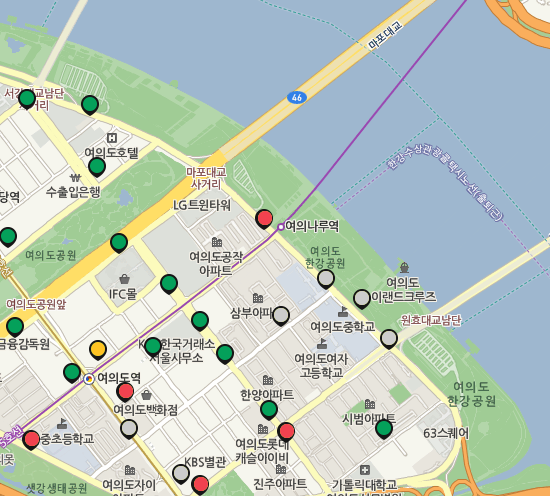 마포대교
서강대교남단
46
여의도호텔
수출입은행
마포대교
사거리
한강수상관광콜택시노선(출퇴근)
당역
LG트윈타워
여의나루역
여의도공원
여의도공작
아파트
여의도
한강공원
IFC몰
여의도
이랜드크루즈
여의도공원앞
삼부아파
여의도중학교
원효대교남단
금융감독원
한국거래소
서울사무소
여의도여자
고등학교
여의도역
한양아파트
여의도
한강공원
여의도백화점
시범아파트
63스퀘어
중초등학교
여의도롯데
캐슬아이비
KBS별관
샛강생태공원
여의도자이
진주아파트
가톨릭대학교